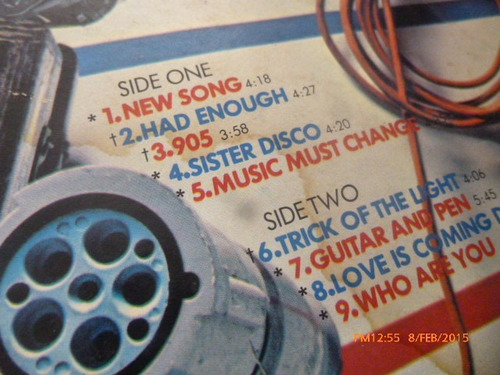 SIDE ONE
* 1.NEW SONG 4:18
†2.HAD ENOUGH 4:27
†3.905 3:58
* 4.SISTER DISCO 4:20
* 5.MUSIC MUST CHANGE
SIDE TWO
†6.TRICK OF THE LIGHT 4:06
* 7.GUITAR AND PEN 5:45
* 8.LOVE IS COMING
* 9.WHO ARE YOU
PM12:55 8/FEB/2015